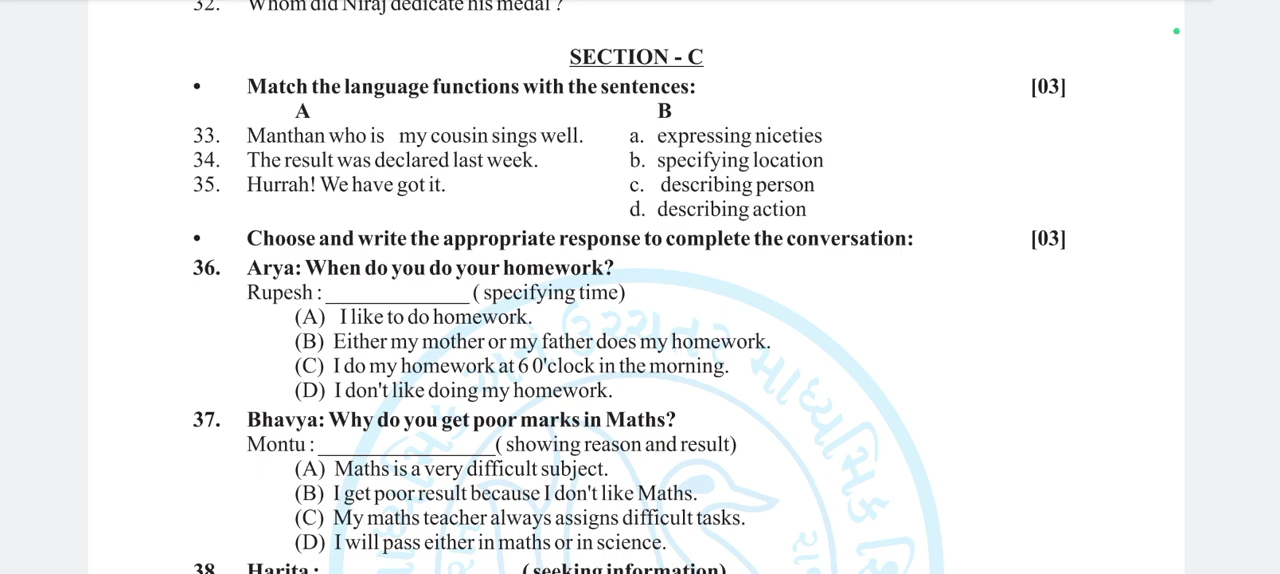 32. Whom did Niraj dedicate his medal ?
SECTION - C
• Match the language functions with the sentences: [03]
A B
33. Manthan who is my cousin sings well. a. expressing niceties
34. The result was declared last week. b. specifying location
35. Hurrah! We have got it. c. describing person
d. describing action
• Choose and write the appropriate response to complete the conversation: [03]
36. Arya: When do you do your homework?
Rupesh :_____________( specifying time)
(A) I like to do homework.
(B) Either my mother or my father does my homework.
(C) I do my homework at 6 0'clock in the morning.
(D) I don't like doing my homework.
37. Bhavya: Why do you get poor marks in Maths?
Montu :________________( showing reason and result)
(A) Maths is a very difficult subject.
(B) I get poor result because I don't like Maths.
(C) My maths teacher always assigns difficult tasks.
(D) I will pass either in maths or in science.
38. Harita : (seeking information)
અને ઉચ્ચતર માધ્યમિક